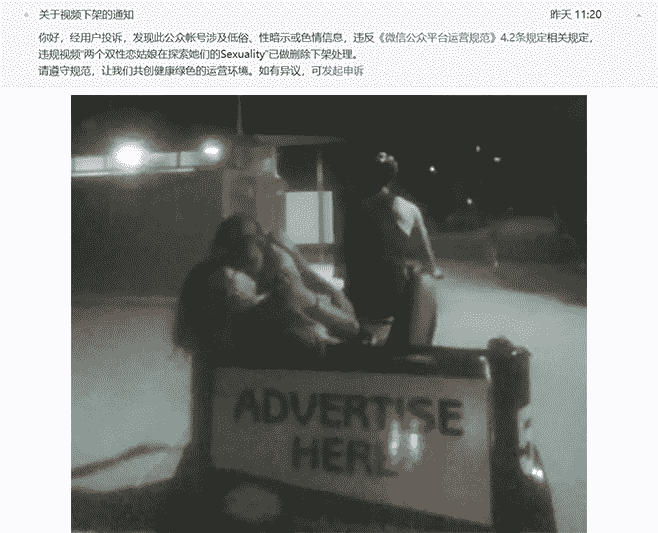 关于视频下架的通知 昨天 11:20
你好，经用户投诉，发现此公众帐号涉及低俗、性暗示或色情信息，违反《微信公众平台运营规范》4.2条规定相关规定，
违规视频“两个双性恋姑娘在探索她们的Sexuality”已做删除下架处理。
请遵守规范，让我们共创健康绿色的运营环境。如有异议，可发起申诉
ADVERTISE
HERE